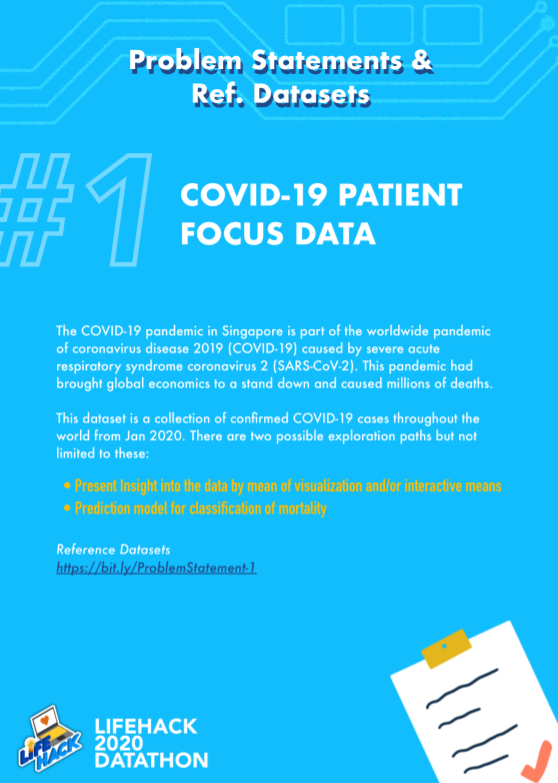 Problem Statements &
Ref. Datasets
#1
COVID-19 PATIENT
FOCUS DATA
The COVID-19 pandemic in Singapore is part of the worldwide pandemic
of coronavirus disease 2019 (COVID-19) caused by severe acute
respiratory syndrome coronavirus 2 (SARS-CoV-2). This pandemic had
brought global economics to a stand down and caused millions of deaths.
This dataset is a collection of confirmed COVID-19 cases throughout the
world from Jan 2020. There are two possible exploration paths but not
limited to these:
• Present Insight into the data by mean of visualization and/or interactive means
• Prediction model for classification of mortality
Reference Datasets
https://bit.ly/ProblemStatement-1
LIFE
HACK
LIFEHACK
2020
DATATHON